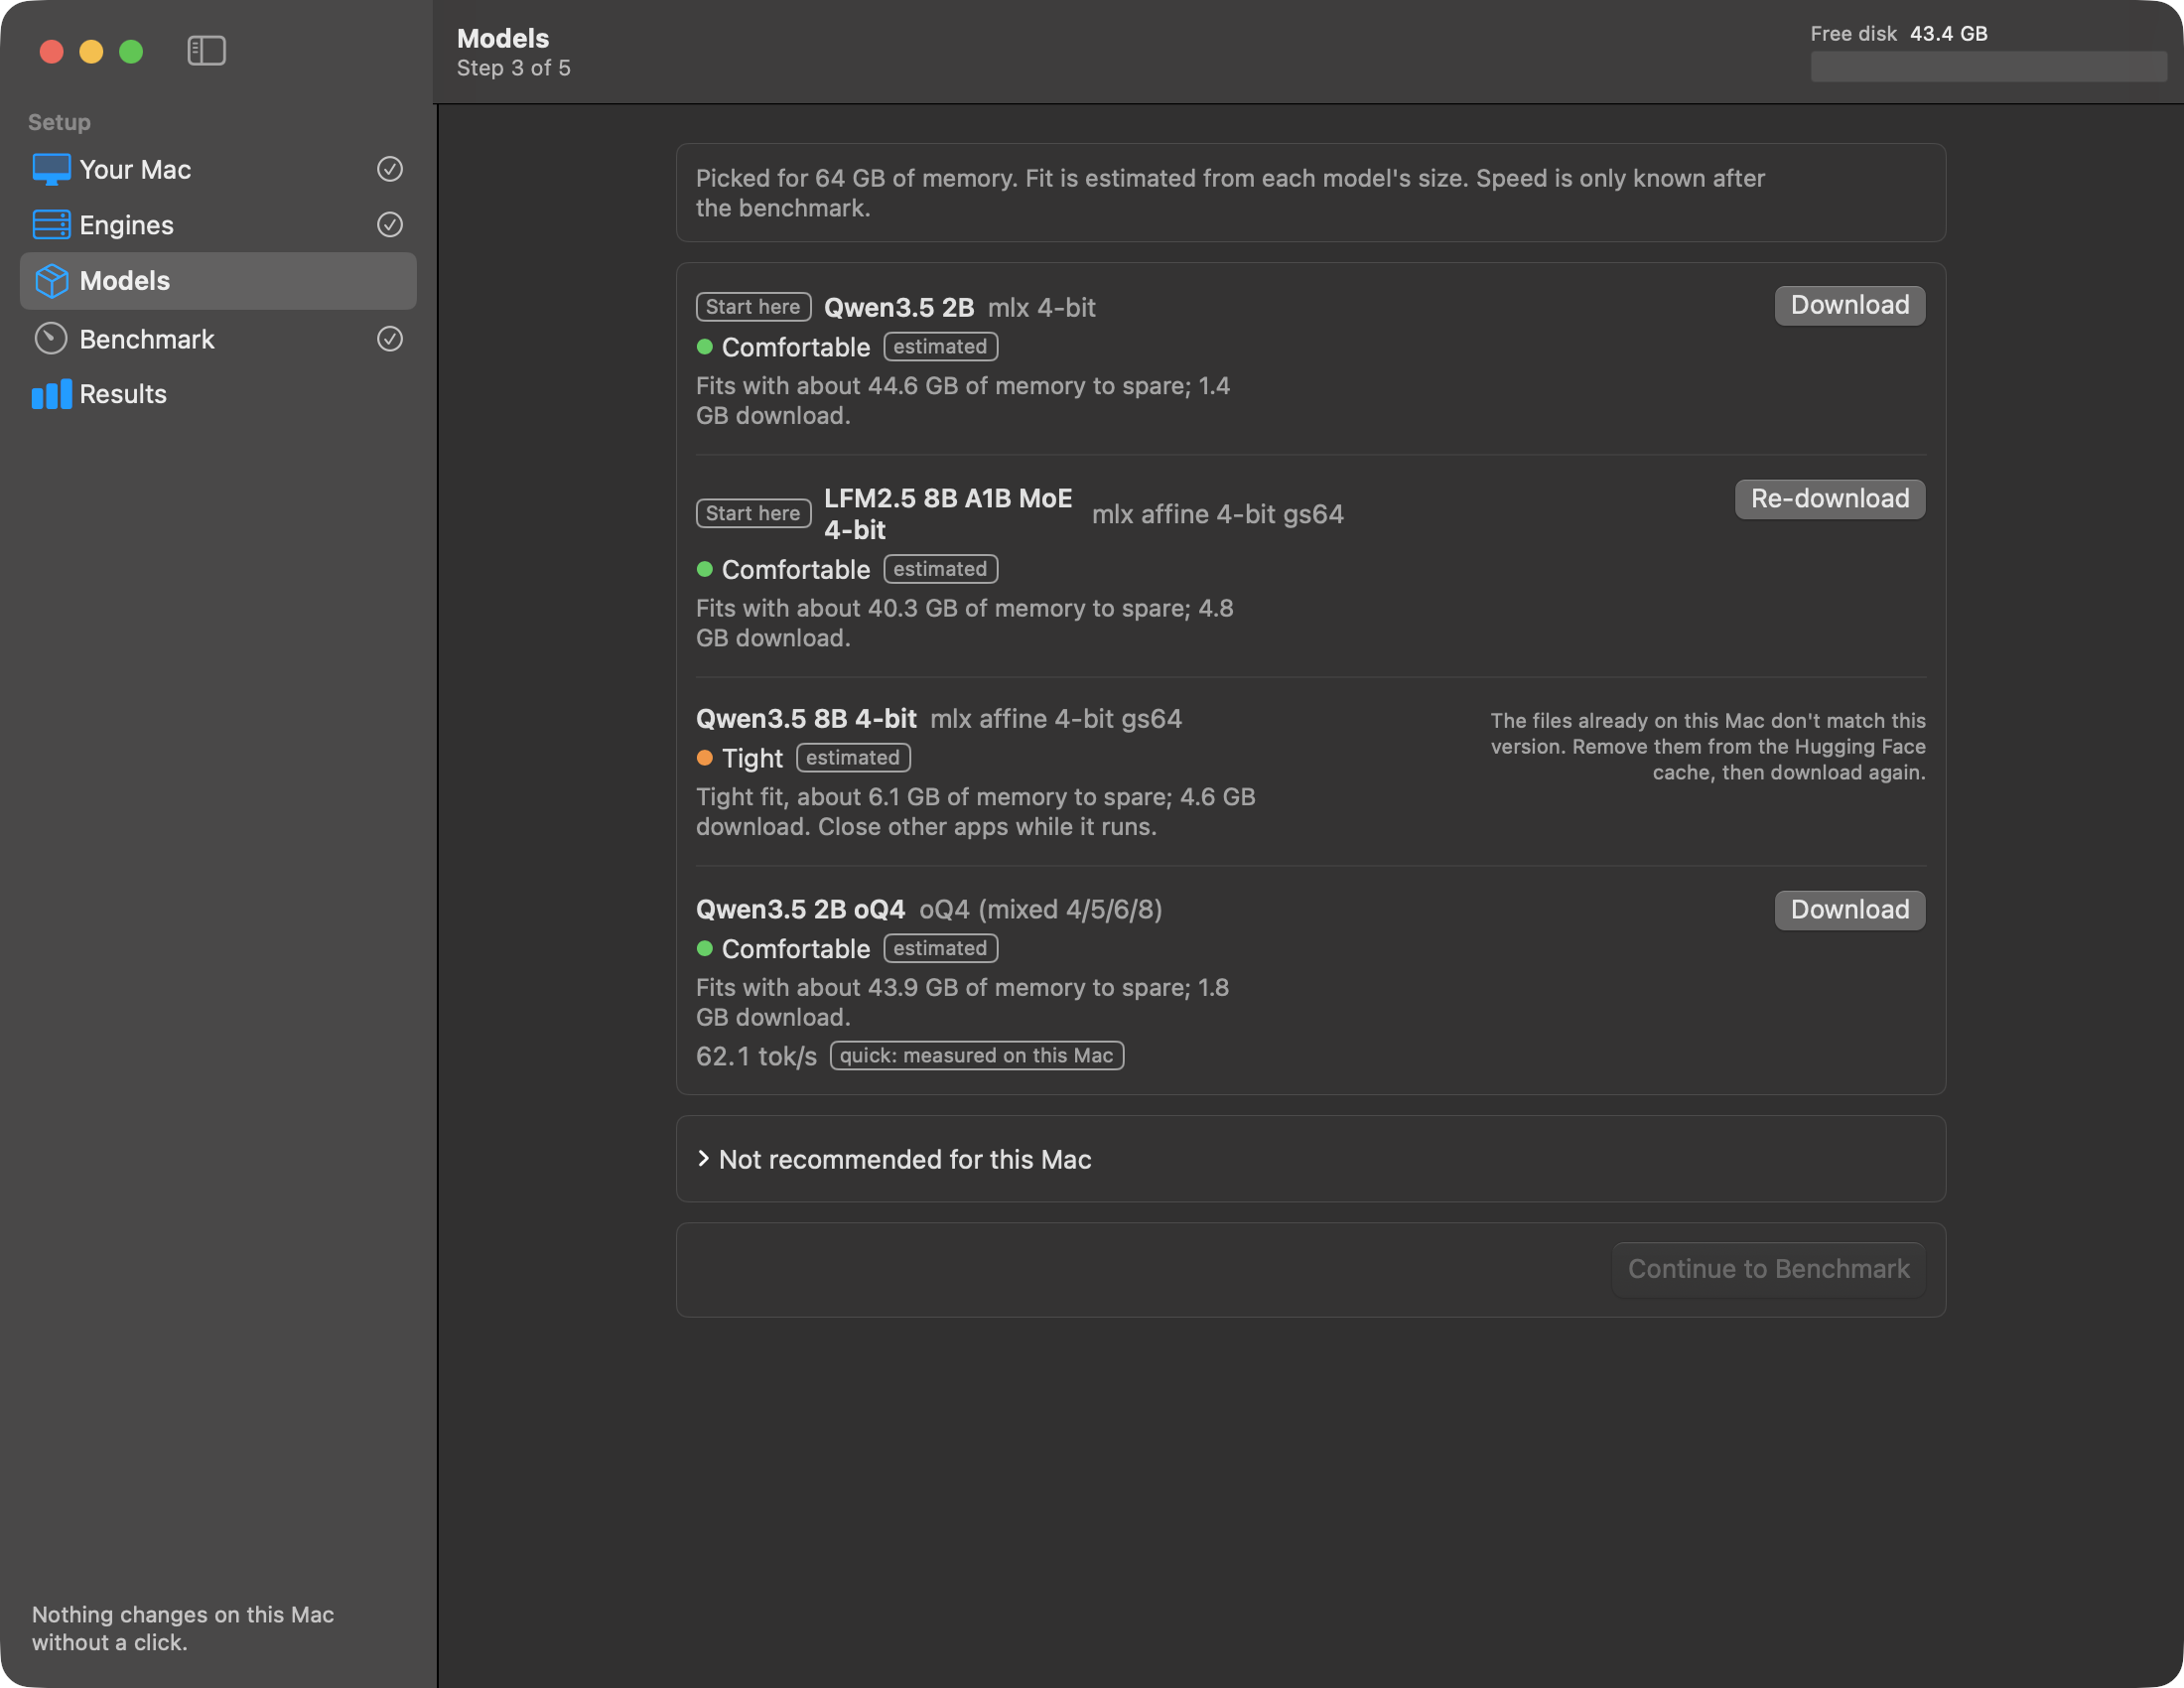 Models
Step 3 of 5
Free disk 43.4 GB
Setup
Your Mac
Engines
Models
Benchmark
Results
Nothing changes on this Mac
without a click.
Picked for 64 GB of memory. Fit is estimated from each model's size. Speed is only known after
the benchmark.
Start here Qwen3.5 2B mlx 4-bit
Download
Comfortable estimated
Fits with about 44.6 GB of memory to spare; 1.4
GB download.
Start here LFM2.5 8B A1B MoE
4-bit
mlx affine 4-bit gs64
Re-download
Comfortable estimated
Fits with about 40.3 GB of memory to spare; 4.8
GB download.
Qwen3.5 8B 4-bit mlx affine 4-bit gs64
Tight estimated
Tight fit, about 6.1 GB of memory to spare; 4.6 GB
download. Close other apps while it runs.
The files already on this Mac don't match this
version. Remove them from the Hugging Face
cache, then download again.
Qwen3.5 2B oQ4 oQ4 (mixed 4/5/6/8)
Download
Comfortable estimated
Fits with about 43.9 GB of memory to spare; 1.8
GB download.
62.1 tok/s quick: measured on this Mac
Not recommended for this Mac
Continue to Benchmark